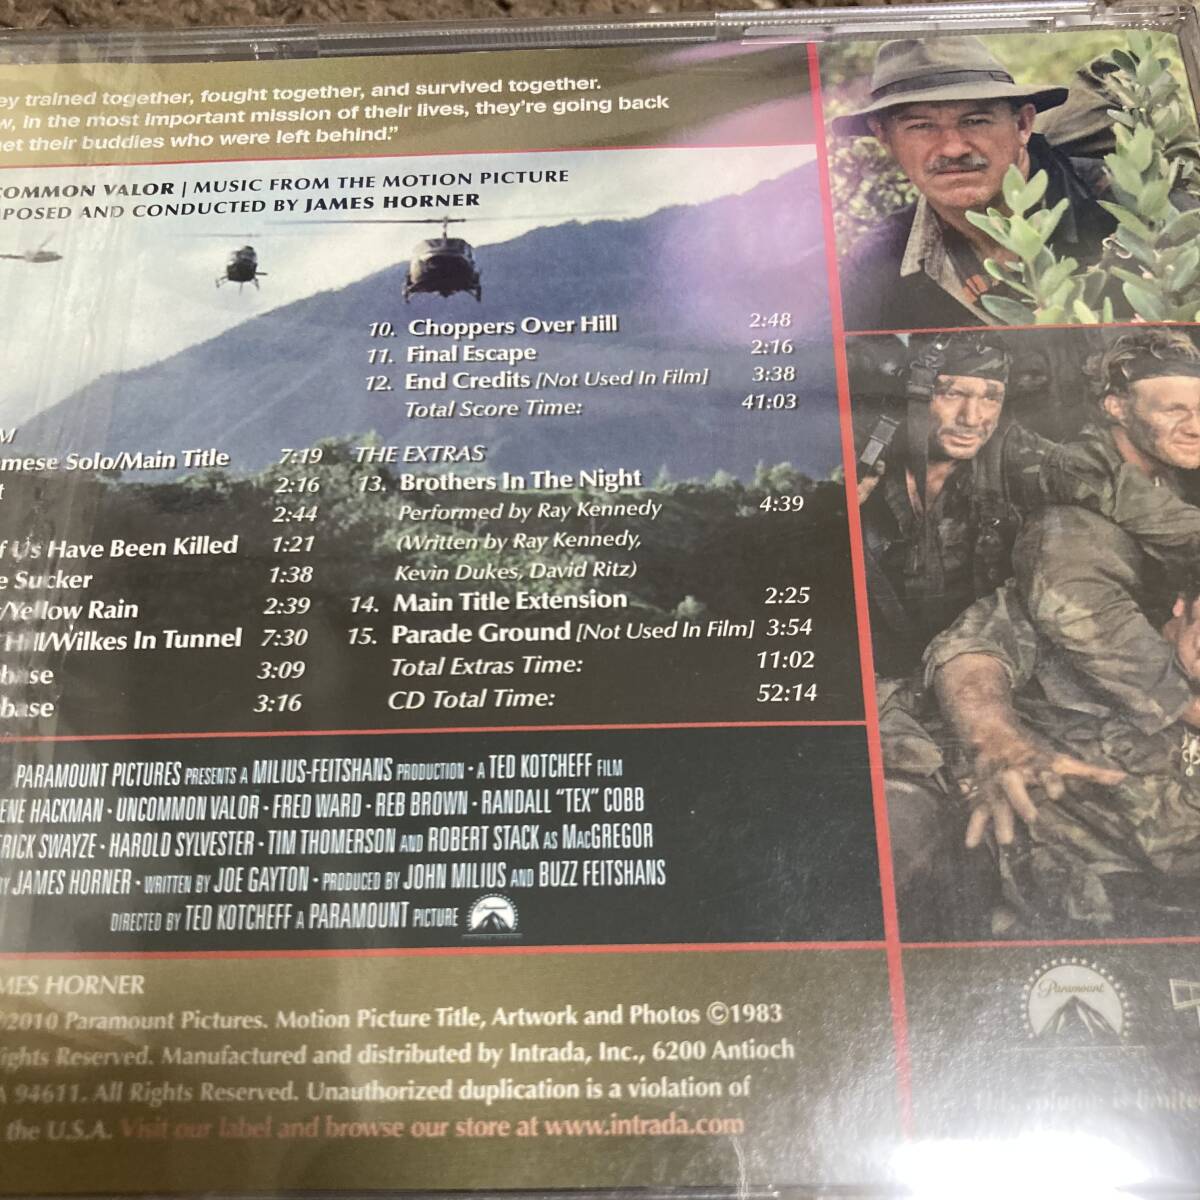 trained together, fought together, and survived together.
in the most important mission of their lives, they're going back
their buddies who were left behind."
COMMON VALOR | MUSIC FROM THE MOTION PICTURE
POSED AND CONDUCTED BY JAMES HORNER
10. Choppers Over Hill 2:48
11. Final Escape 2:16
12. End Credits [Not Used In Film] 3:38
Total Score Time: 41:03
mese Solo/Main Title 7:19
2:16
2:44
f Us Have Been Killed 1:21
e Sucker 1:38
/Yellow Rain 2:39
Hill/Wilkes In Tunnel 7:30
base 3:09
base 3:16
THE EXTRAS
13. Brothers In The Night
Performed by Ray Kennedy 4:39
(Written by Ray Kennedy,
Kevin Dukes, David Ritz)
14. Main Title Extension 2:25
15. Parade Ground [Not Used In Film] 3:54
Total Extras Time: 11:02
CD Total Time: 52:14
PARAMOUNT PICTURES PRESENTS A MILIUS-FEITSHANS PRODUCTION · A TED KOTCHEFF FILM
ENE HACKMAN · UNCOMMON VALOR · FRED WARD · REB BROWN · RANDALL "TEX" COBB
RICK SWAYZE · HAROLD SYLVESTER · TIM THOMERSON AND ROBERT STACK AS MACGREGOR
BY JAMES HORNER · WRITTEN BY JOE GAYTON · PRODUCED BY JOHN MILIUS AND BUZZ FEITSHANS
DIRECTED BY TED KOTCHEFF A PARAMOUNT PICTURE
MES HORNER
2010 Paramount Pictures. Motion Picture Title, Artwork and Photos ©1983
ights Reserved. Manufactured and distributed by Intrada, Inc., 6200 Antioch
A 94611. All Rights Reserved. Unauthorized duplication is a violation of
the U.S.A. Visit our label and browse our store at www.intrada.com
Paramount